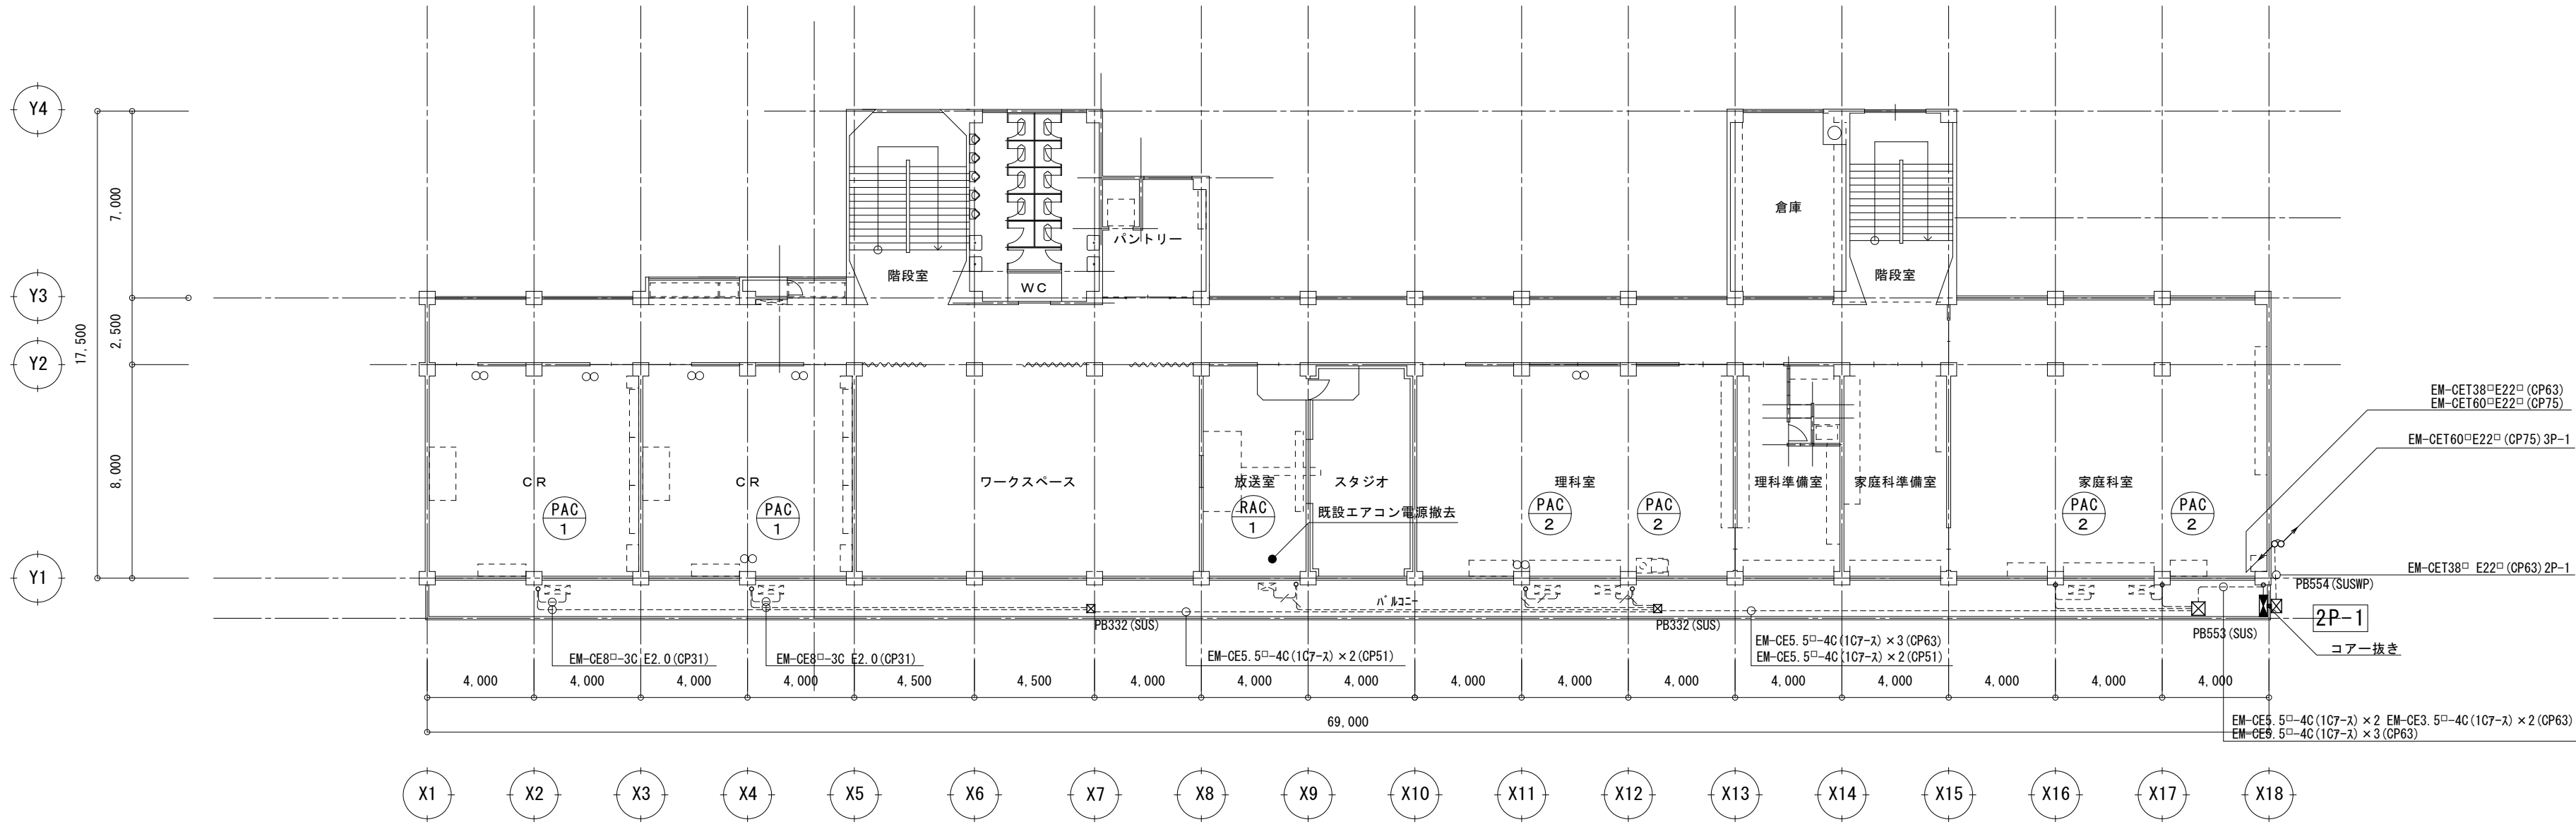 Y4
7,000
Y3
17,500
2,500
Y2
8,000
Y1
階段室
WC
パントリー
倉庫
階段室
CR
PAC
1
CR
PAC
1
ワークスペース
放送室
RAC
1
スタジオ
既設エアコン電源撤去
理科室
PAC
2
PAC
2
理科準備室
家庭科準備室
家庭科室
PAC
2
PAC
2
EM-CET38□E22□(CP63)
EM-CET60□E22□(CP75)
EM-CET60□E22□(CP75)3P-1
EM-CET38□ E22□(CP63)2P-1
PB554(SUSWP)
2P-1
コアー抜き
バルコニー
PB332(SUS)
PB332(SUS)
PB553(SUS)
EM-CE8□-3C E2.0(CP31)
EM-CE8□-3C E2.0(CP31)
EM-CE5.5□-4C(1Cアース)×2(CP51)
EM-CE5.5□-4C(1Cアース)×3(CP63)
EM-CE5.5□-4C(1Cアース)×2(CP51)
4,000
4,000
4,000
4,000
4,500
4,500
4,000
4,000
4,000
4,000
4,000
4,000
4,000
4,000
4,000
4,000
4,000
69,000
EM-CE5.5□-4C(1Cアース)×2 EM-CE3.5□-4C(1Cアース)×2(CP63)
EM-CE5.5□-4C(1Cアース)×3(CP63)
X1
X2
X3
X4
X5
X6
X7
X8
X9
X10
X11
X12
X13
X14
X15
X16
X17
X18